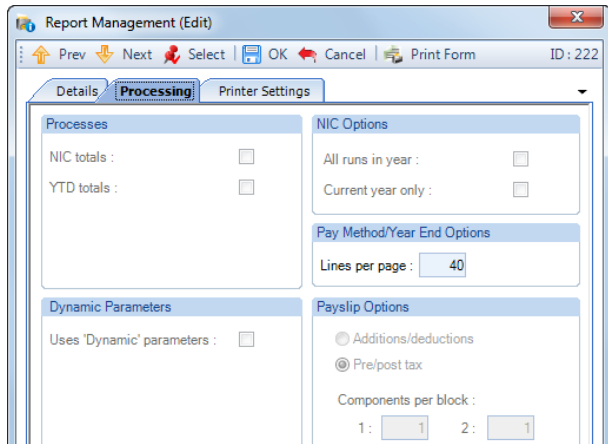 Report Management (Edit)
Prev Next Select OK Cancel Print Form ID : 222
Details Processing Printer Settings
Processes
NIC totals :
YTD totals :
NIC Options
All runs in year :
Current year only :
Pay Method/Year End Options
Lines per page : 40
Dynamic Parameters
Uses 'Dynamic' parameters :
Payslip Options
Additions/deductions
Pre/post tax
Components per block :
1 : 1 2 : 1